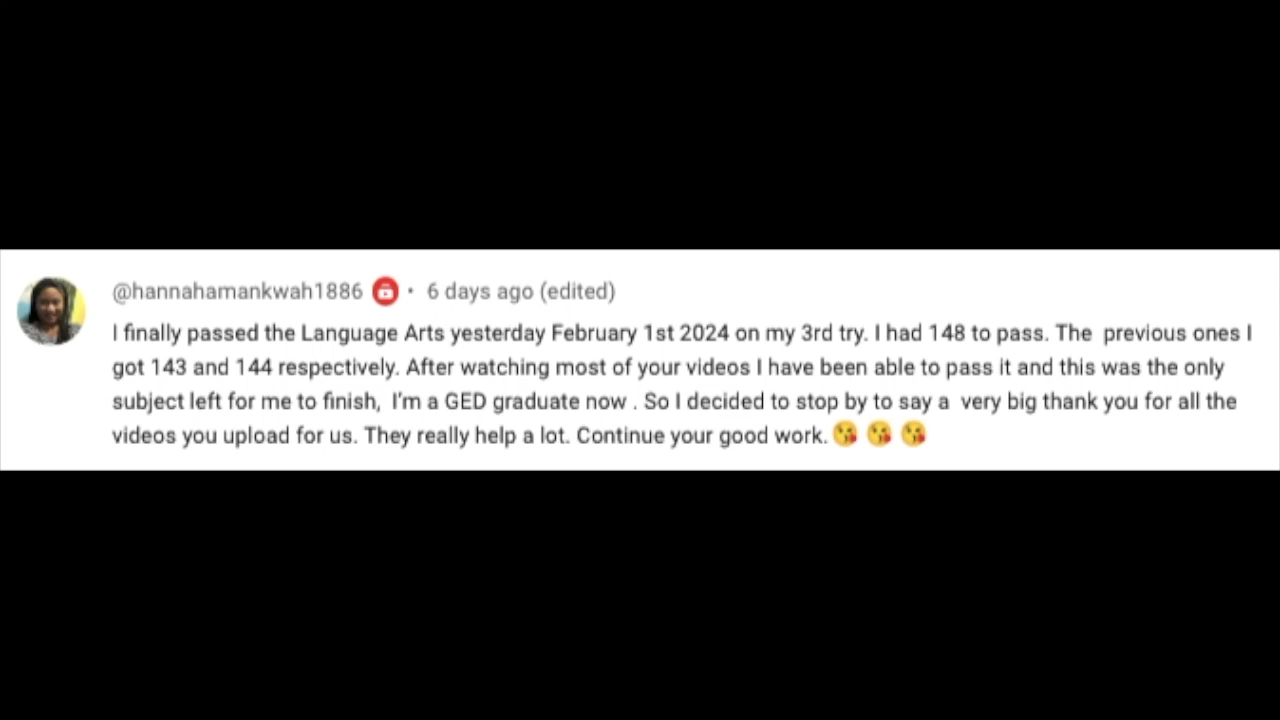 @hannahamankwah1886 • 6 days ago (edited)
I finally passed the Language Arts yesterday February 1st 2024 on my 3rd try. I had 148 to pass. The  previous ones I
got 143 and 144 respectively. After watching most of your videos I have been able to pass it and this was the only
subject left for me to finish,  I'm a GED graduate now . So I decided to stop by to say a  very big thank you for all the
videos you upload for us. They really help a lot. Continue your good work.😘 😘 😘